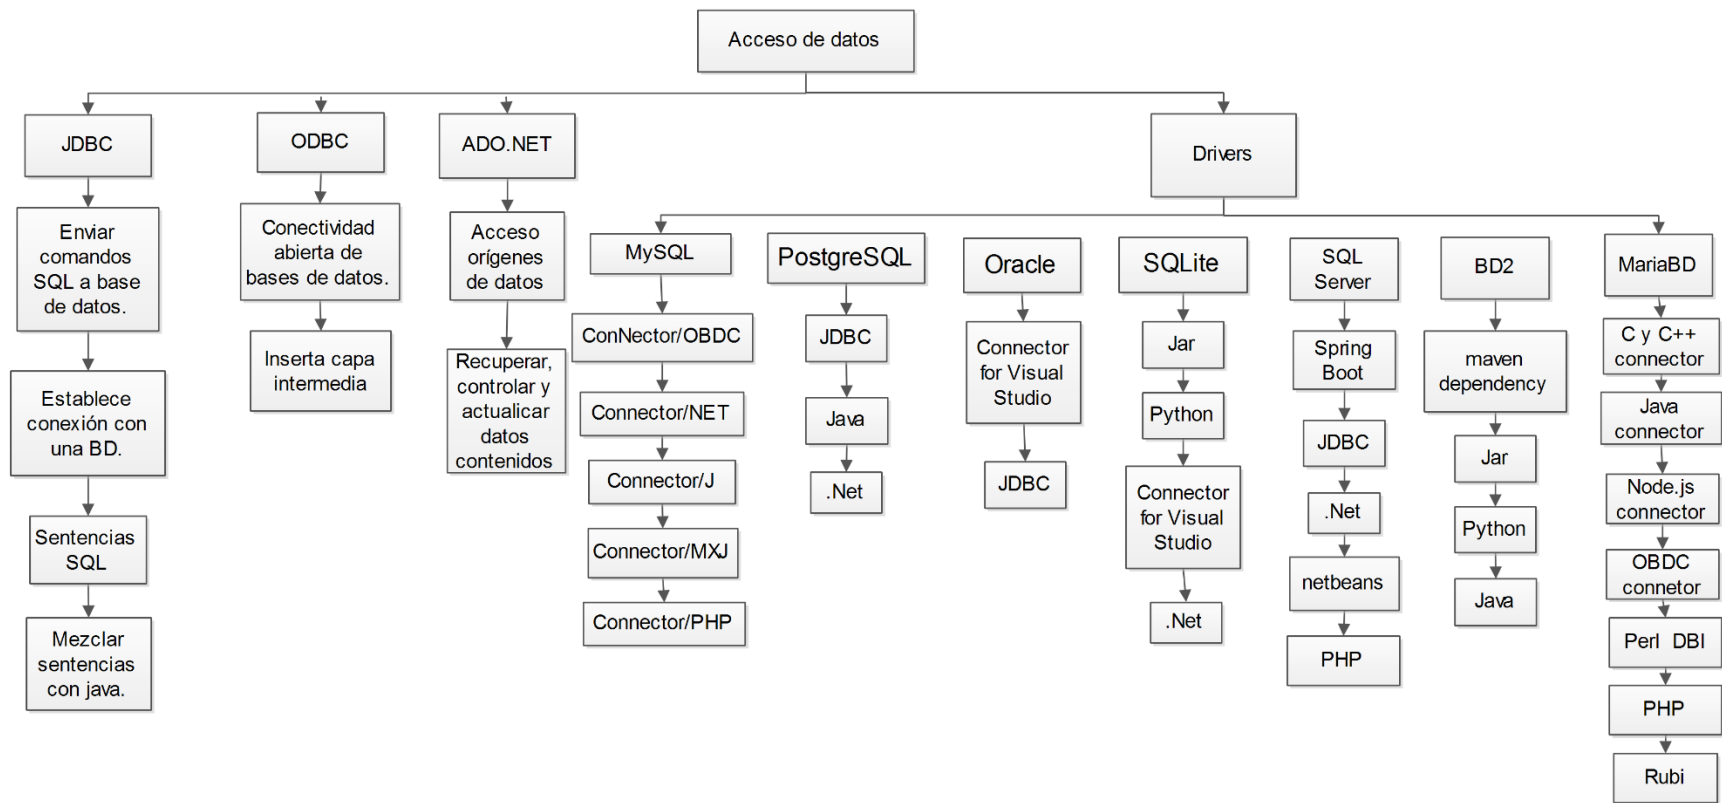 Acceso de datos
JDBC
ODBC
ADO.NET
Drivers
Enviar
comandos
SQL a base
de datos.
Establece
conexión con
una BD.
Sentencias
SQL
Mezclar
sentencias
con java.
Conectividad
abierta de
bases de datos.
Inserta capa
intermedia
Acceso
orígenes
de datos
Recuperar,
controlar y
actualicar
datos
contenidos
MySQL
ConNector/OBDC
Connector/NET
Connector/J
Connector/MXJ
Connector/PHP
PostgreSQL
JDBC
Java
.Net
Oracle
Connector
for Visual
Studio
JDBC
SQLite
Jar
Python
Connector
for Visual
Studio
.Net
SQL
Server
Spring
Boot
JDBC
.Net
netbeans
PHP
BD2
maven
dependency
Jar
Python
Java
MariaBD
C y C++
connector
Java
connector
Node.js
connector
OBDC
connetor
Perl DBI
PHP
Rubi